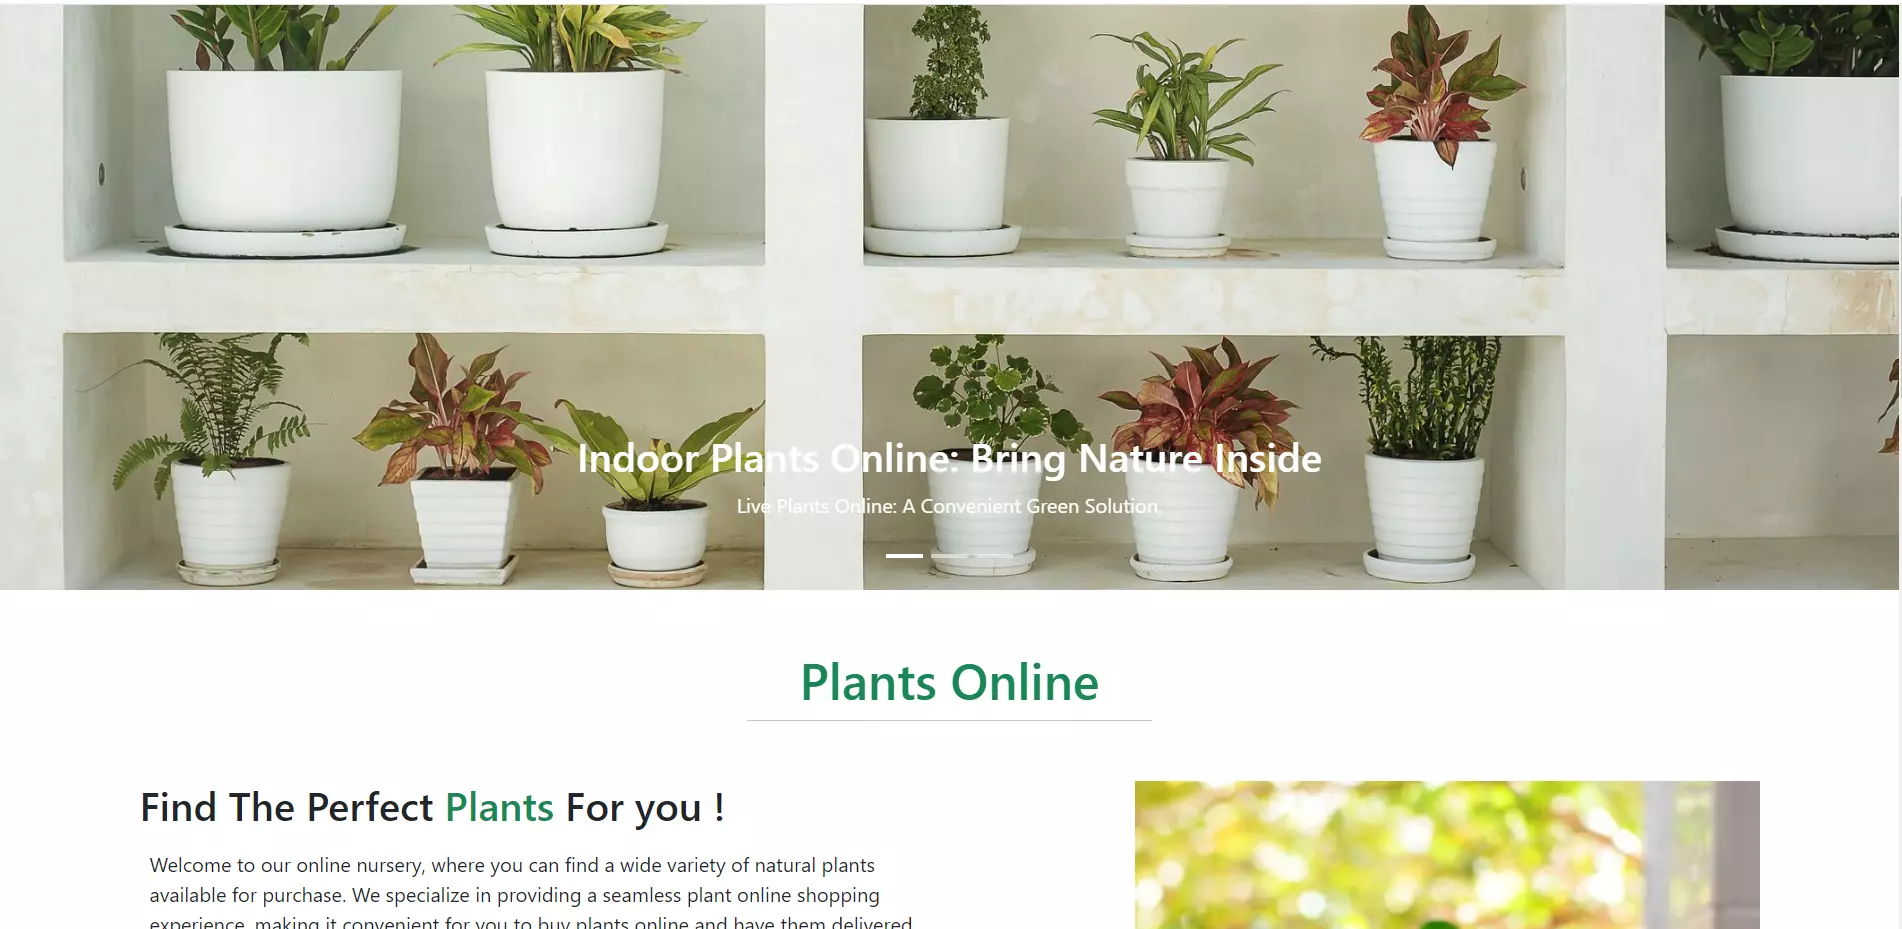 Indoor Plants Online: Bring Nature Inside
Live Plants Online: A Convenient Green Solution.
Plants Online
Find The Perfect Plants For you !
Welcome to our online nursery, where you can find a wide variety of natural plants
available for purchase. We specialize in providing a seamless plant online shopping
experience, making it convenient for you to buy plants online and have them delivered